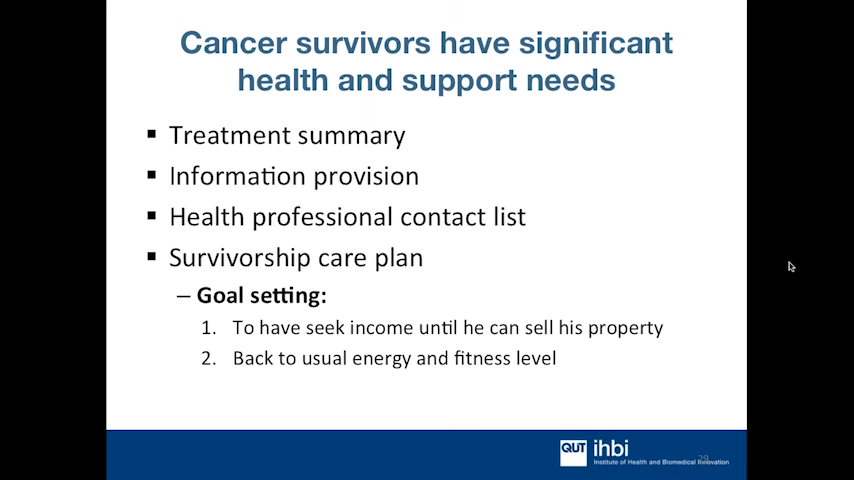 Cancer survivors have significant
health and support needs
▪ Treatment summary
▪ Information provision
▪ Health professional contact list
▪ Survivorship care plan
– Goal setting:
1. To have seek income until he can sell his property
2. Back to usual energy and fitness level
QUT ihbi
Institute of Health and Biomedical Innovation
29